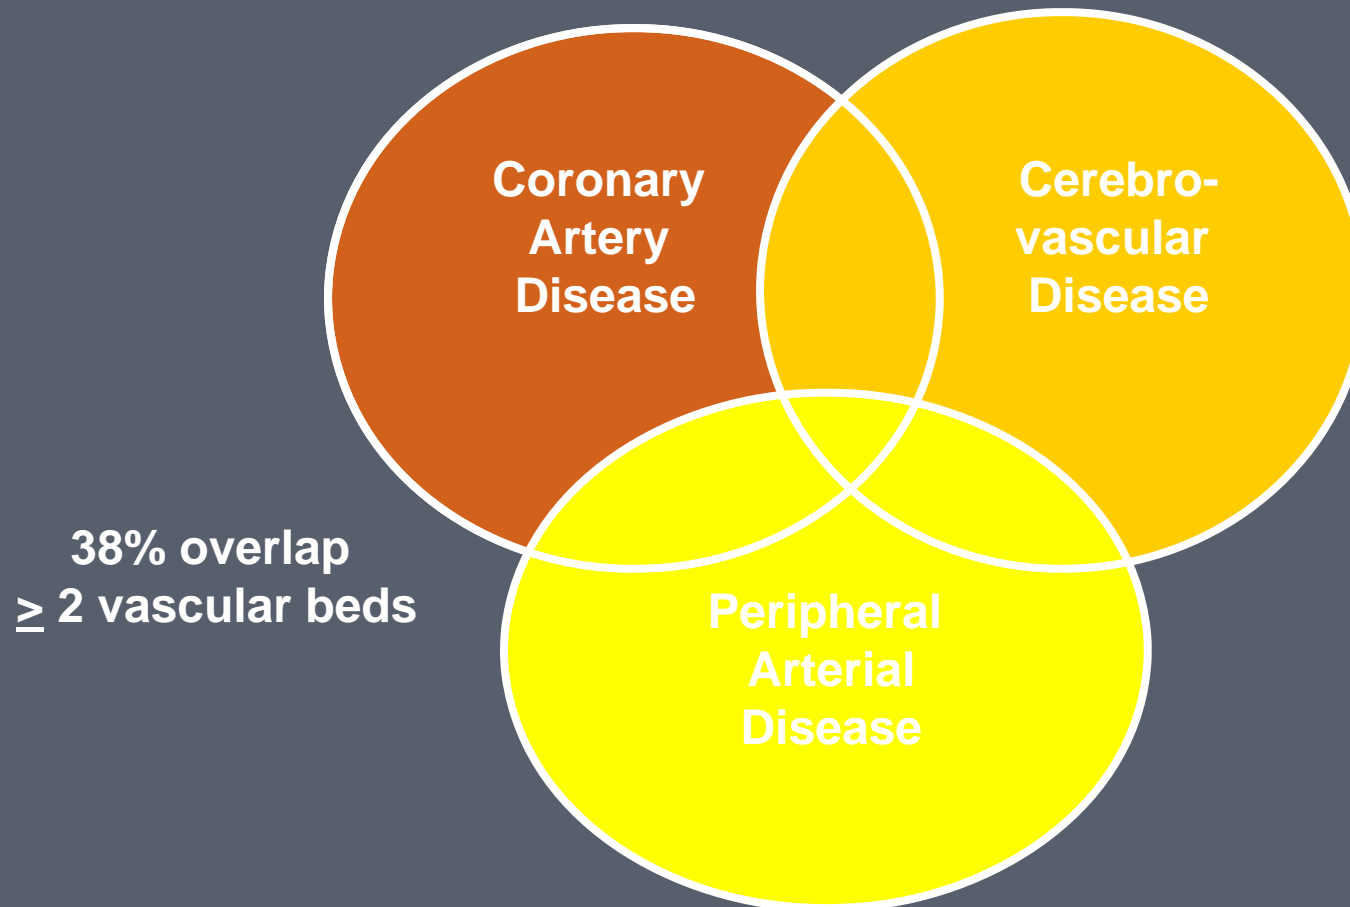 Coronary
Artery
Disease
Cerebro-
vascular
Disease
38% overlap
≥ 2 vascular beds
Peripheral
Arterial
Disease